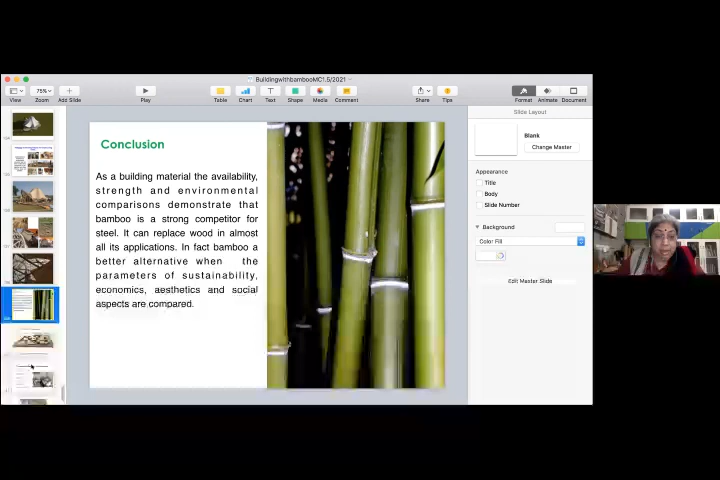 BuildingwithbambooMC1.5/2021
75%
View
Zoom
Add Slide
Play
Table
Chart
Text
Shape
Media
Comment
Share
Tips
Format
Animate
Document
Slide Layout
Blank
Change Master
Appearance
Title
Body
Slide Number
Background
Color Fill
Edit Master Slide
Conclusion
As a building material the availability,
strength and environmental
comparisons demonstrate that
bamboo is a strong competitor for
steel. It can replace wood in almost
all its applications. In fact bamboo a
better alternative when the
parameters of sustainability,
economics, aesthetics and social
aspects are compared.